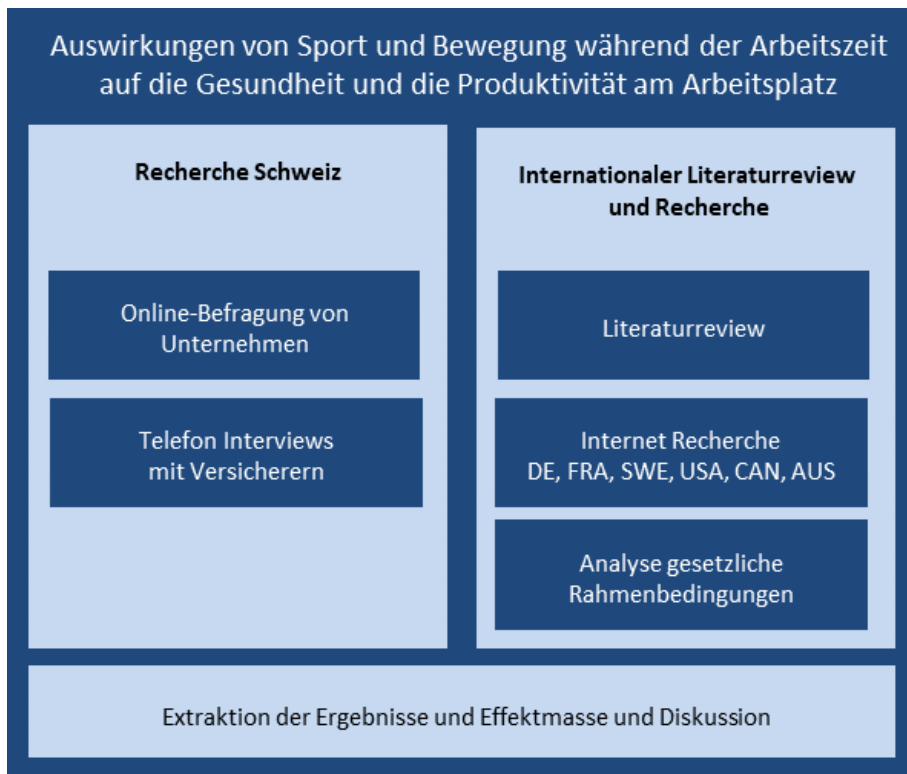 Auswirkungen von Sport und Bewegung während der Arbeitszeit
auf die Gesundheit und die Produktivität am Arbeitsplatz
Recherche Schweiz
Online-Befragung von
Unternehmen
Telefon Interviews
mit Versicherern
Internationaler Literaturreview
und Recherche
Literaturreview
Internet Recherche
DE, FRA, SWE, USA, CAN, AUS
Analyse gesetzliche
Rahmenbedingungen
Extraktion der Ergebnisse und Effektmasse und Diskussion